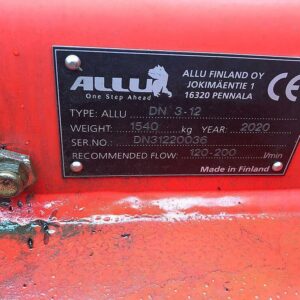 ALLU
One Step Ahead
ALLU FINLAND OY
JOKIMÄENTIE 1
16320 PENNALA
CE
TYPE: ALLU DN 3-12
WEIGHT: 1540 kg YEAR: 2020
SER.NO.: DN31220036
RECOMMENDED FLOW: 120-200 l/min
Made in Finland